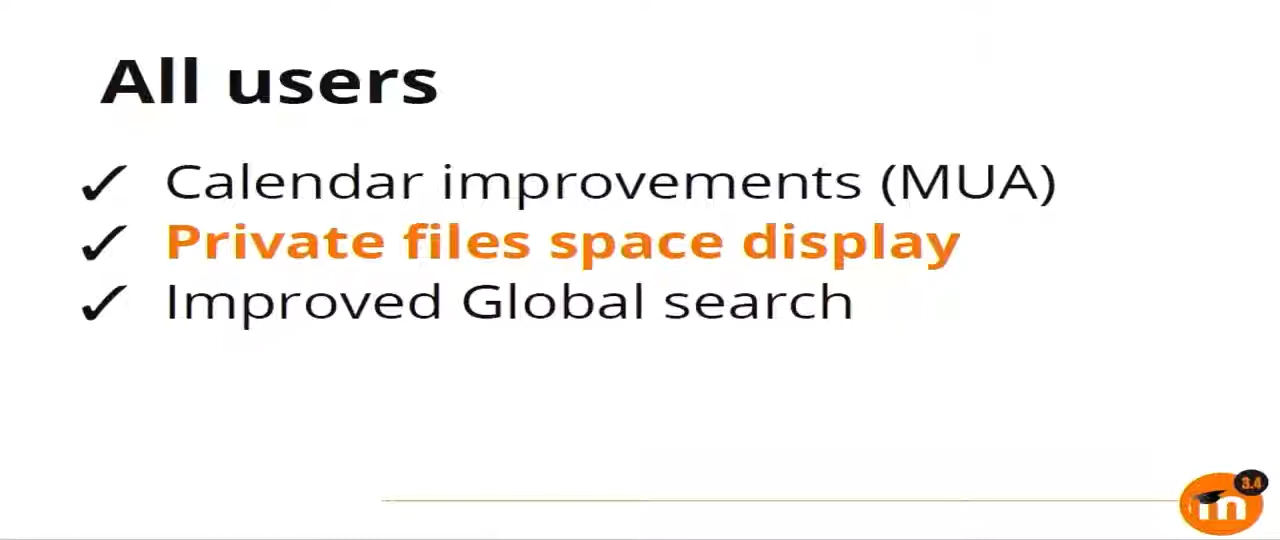 All users
✓ Calendar improvements (MUA)
✓ Private files space display
✓ Improved Global search
3.4
m